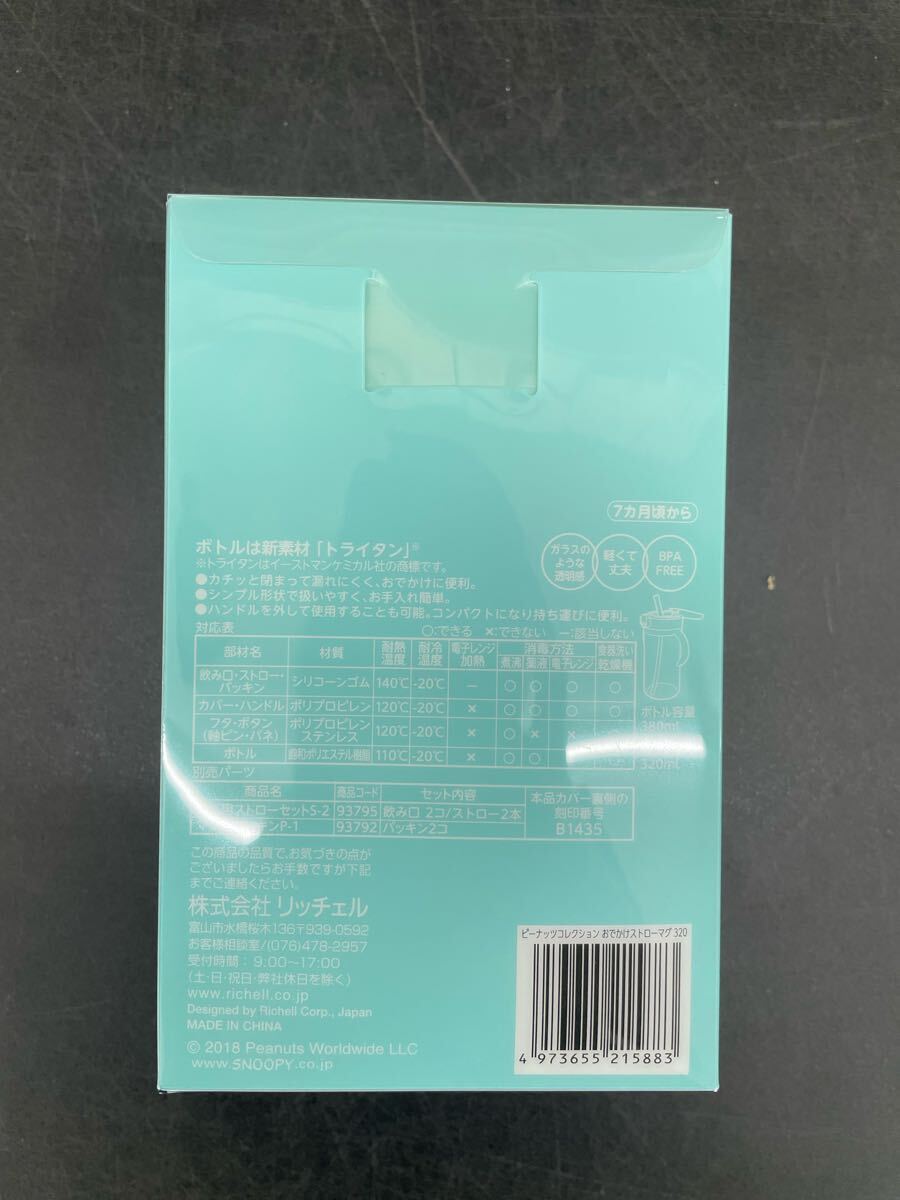 7カ月頃から
ボトルは新素材「トライタン」※
※トライタンはイーストマンケミカル社の商標です。
●カチッと閉まって漏れにくく、おでかけに便利。
●シンプル形状で扱いやすく、お手入れ簡単。
●ハンドルを外して使用することも可能。コンパクトになり持ち運びに便利。
ガラスのような透明感
軽くて丈夫
BPA FREE
対応表 ○:できる ×:できない ー:該当しない
部材名 材質 耐熱温度 耐冷温度 電子レンジ加熱 消毒方法 煮沸 薬液 電子レンジ 食器洗い乾燥機
飲み口・ストロー・パッキン シリコーンゴム 140℃ -20℃ ー ○ ○ ○ ○
カバー・ハンドル ポリプロピレン 120℃ -20℃ × ○ ○ ○ ○
フタ・ボタン(軸ピン・バネ) ポリプロピレン ステンレス 120℃ -20℃ × ○ × ×
ボトル 飽和ポリエステル樹脂 110℃ -20℃ × ○ ○
ボトル容量
380ml
320ml
別売パーツ
商品名 商品コード セット内容 本品カバー裏側の刻印番号
ストローセットS-2 93795 飲み口 2コ/ストロー2本 B1435
P-1 93792 パッキン2コ
この商品の品質で、お気づきの点が
ございましたらお手数ですが下記
までご連絡ください。
株式会社 リッチェル
富山市水橋桜木136〒939-0592
お客様相談室/(076)478-2957
受付時間:9:00〜17:00
(土・日・祝日・弊社休日を除く)
www.richell.co.jp
Designed by Richell Corp., Japan
MADE IN CHINA
© 2018 Peanuts Worldwide LLC
www.SNOOPY.co.jp
ピーナッツコレクション おでかけストローマグ 320
4 973655 215883